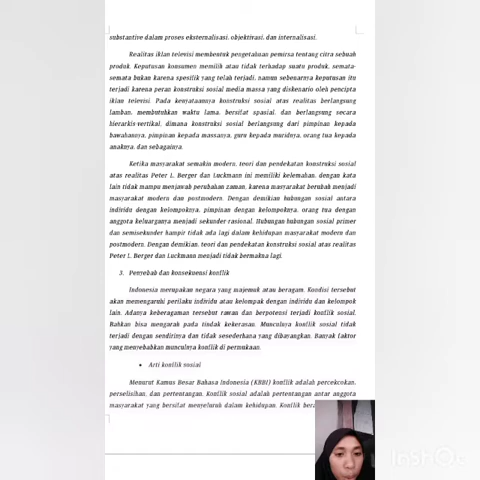 substantive dalam proses eksternalisasi, objektivasi, dan internalisasi.
Realitas iklan televisi membentuk pengetahuan pemirsa tentang citra sebuah
produk. Keputusan konsumen memilih atau tidak terhadap suatu produk, semata-
semata bukan karena spesifik yang telah terjadi, namun sebenarnya keputusan itu
terjadi karena peran konstruksi social media massa yang diskenario oleh pencipta
iklan televisi. Pada kenyataannya konstruksi sosial atas realitas berlangsung
lamban, membutuhkan waktu lama, bersifat spasial, dan berlangsung secara
hierarkis-vertikal, dimana konstruksi sosial berlangsung dari pimpinan kepada
bawahannya, pimpinan kepada massanya, guru kepada muridnya, orang tua kepada
anaknya, dan sebagainya.
Ketika masyarakat semakin modern, teori dan pendekatan konstruksi sosial
atas realitas Peter L. Berger dan Luckmann ini memiliki kelemahan, dengan kata
lain tidak mampu menjawab perubahan zaman, karena masyarakat berubah menjadi
masyarakat modern dan postmodern. Dengan demikian hubungan sosial antara
individu dengan kelompoknya, pimpinan dengan kelompoknya, orang tua dengan
anggota keluarganya menjadi sekunder rasional. Hubungan hubungan sosial primer
dan semisekunder hampir tidak ada lagi dalam kehidupan masyarakat modern dan
postmodern. Dengan demikian, teori dan pendekatan konstruksi sosial atas realitas
Peter L. Berger dan Luckmann menjadi tidak bermakna lagi.
3. Penyebab dan konsekuensi konflik
Indonesia merupakan negara yang majemuk atau beragam. Kondisi tersebut
akan memengaruhi perilaku individu atau kelompok dengan individu dan kelompok
lain. Adanya keberagaman tersebut rawan dan berpotensi terjadi konflik sosial.
Bahkan bisa mengarah pada tindak kekerasan. Munculnya konflik sosial tidak
terjadi dengan sendirinya dan tidak sesederhana yang dibayangkan. Banyak faktor
yang menyebabkan munculnya konflik di permukaan.
• Arti konflik sosial
Menurut Kamus Besar Bahasa Indonesia (KBBI) konflik adalah percekcokan,
perselisihan, dan pertentangan. Konflik sosial adalah pertentangan antar anggota
masyarakat yang bersifat menyeluruh dalam kehidupan. Konflik
InShOt